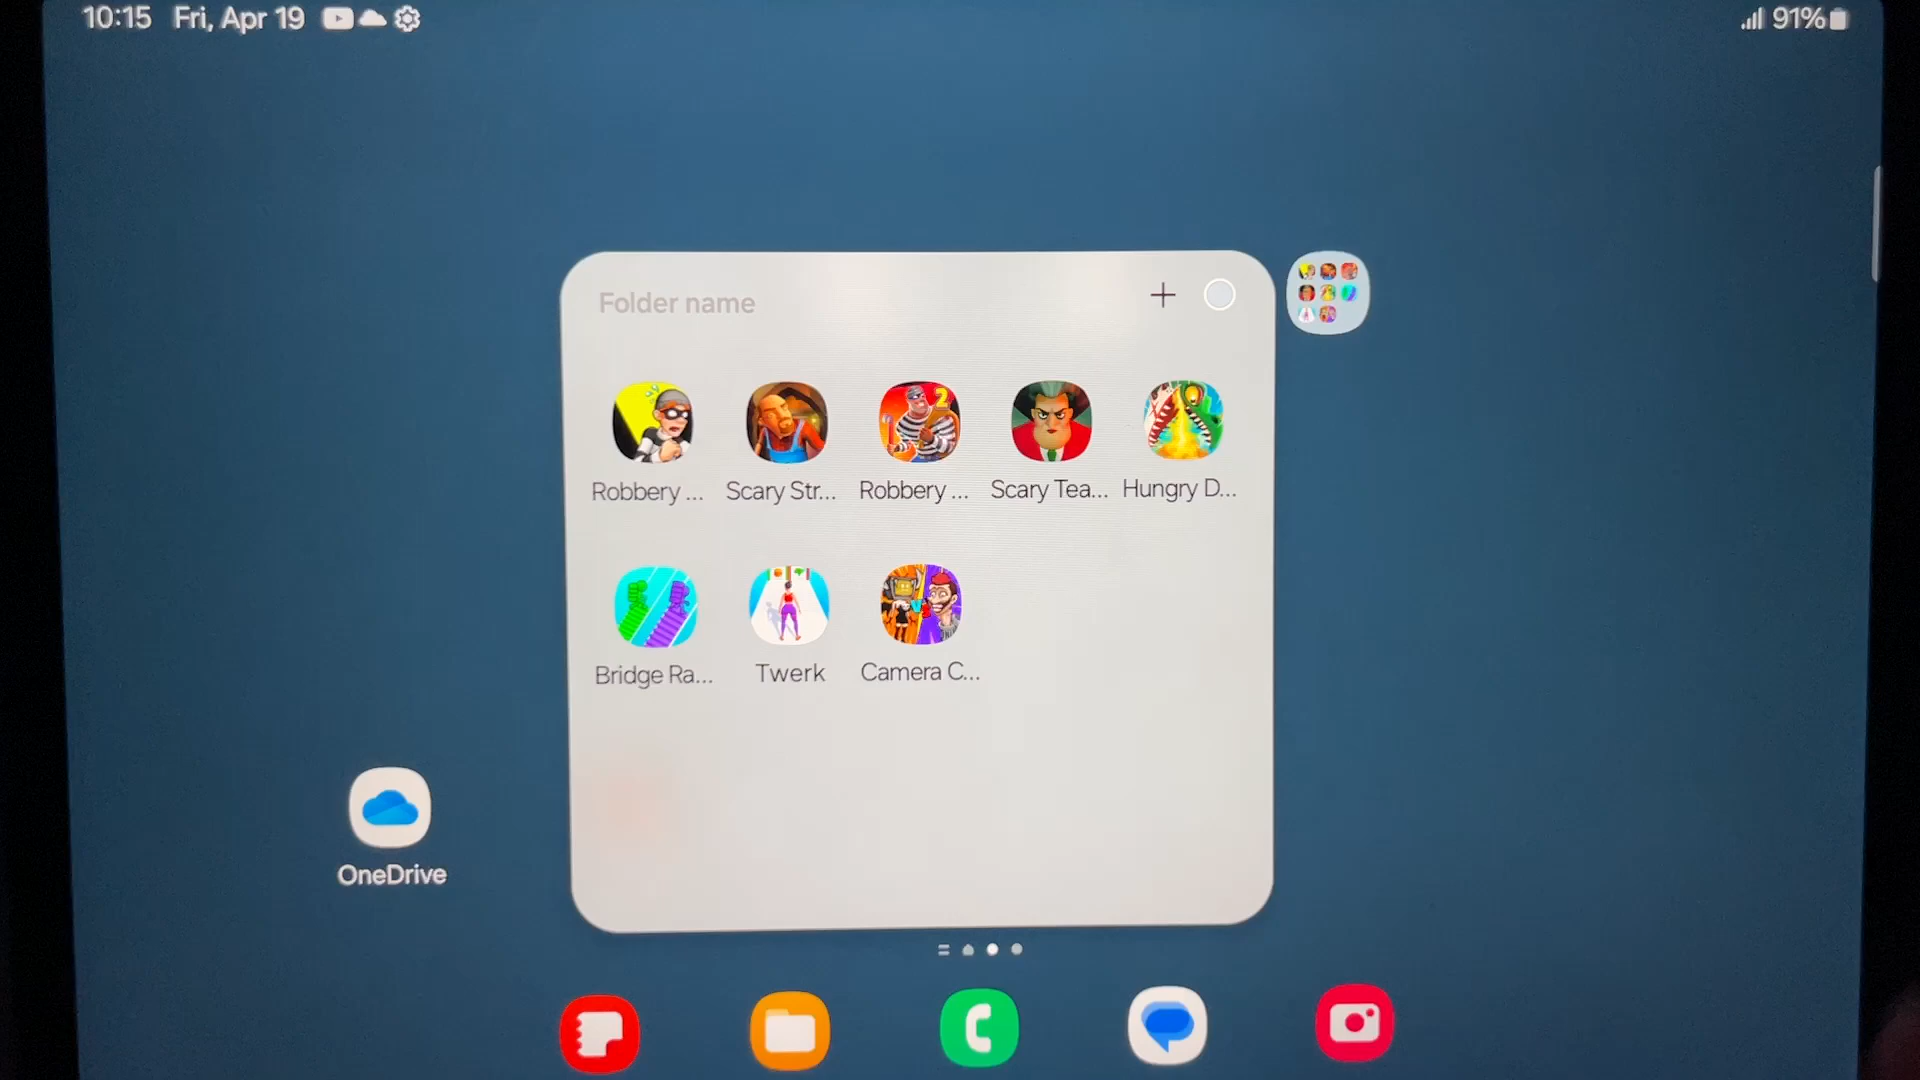 10:15 Fri, Apr 19
91%
Folder name
Robbery ...
Scary Str...
Robbery ...
Scary Tea...
Hungry D...
Bridge Ra...
Twerk
Camera C...
OneDrive